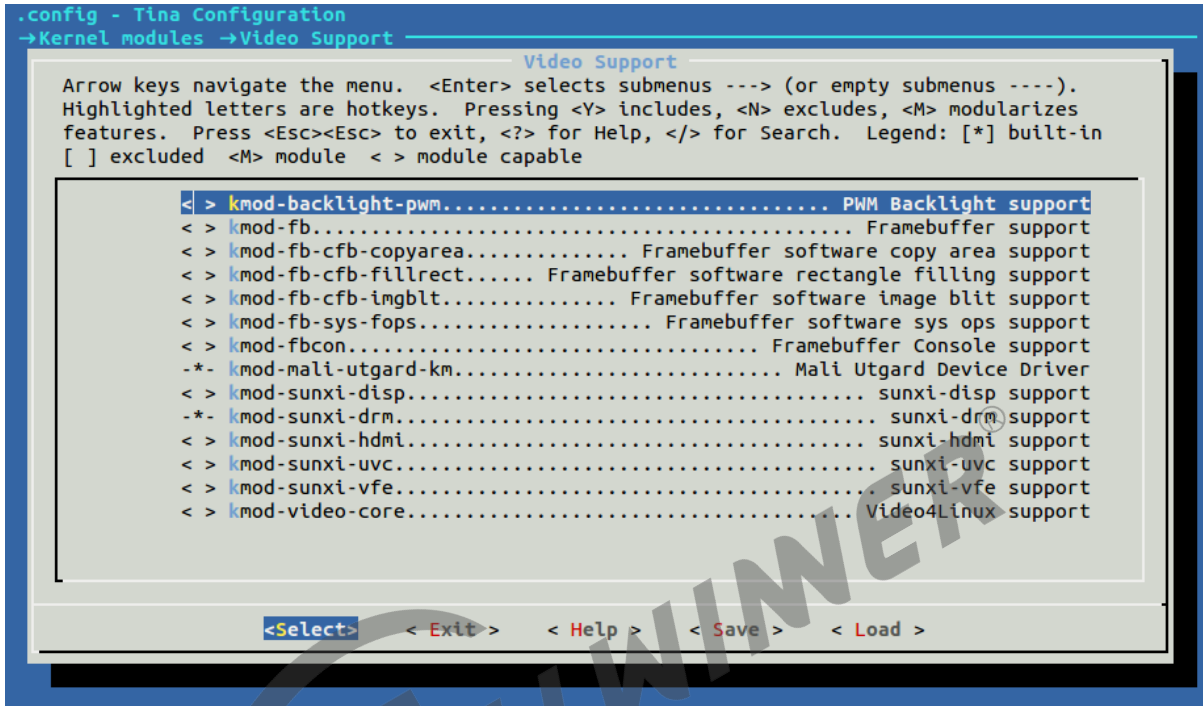 .config - Tina Configuration
→Kernel modules →Video Support
Video Support
Arrow keys navigate the menu.  <Enter> selects submenus ---> (or empty submenus ----).
Highlighted letters are hotkeys.  Pressing <Y> includes, <N> excludes, <M> modularizes
features.  Press <Esc><Esc> to exit, <?> for Help, </> for Search.  Legend: [*] built-in
[ ] excluded  <M> module  < > module capable
< > kmod-backlight-pwm................................. PWM Backlight support
< > kmod-fb.............................................. Framebuffer support
< > kmod-fb-cfb-copyarea.............. Framebuffer software copy area support
< > kmod-fb-cfb-fillrect...... Framebuffer software rectangle filling support
< > kmod-fb-cfb-imgblt............... Framebuffer software image blit support
< > kmod-fb-sys-fops.................... Framebuffer software sys ops support
< > kmod-fbcon................................... Framebuffer Console support
-*- kmod-mali-utgard-km............................ Mali Utgard Device Driver
< > kmod-sunxi-disp....................................... sunxi-disp support
-*- kmod-sunxi-drm......................................... sunxi-drm support
< > kmod-sunxi-hdmi....................................... sunxi-hdmi support
< > kmod-sunxi-uvc......................................... sunxi-uvc support
< > kmod-sunxi-vfe......................................... sunxi-vfe support
< > kmod-video-core...................................... Video4Linux support
<Select>    < Exit >    < Help >    < Save >    < Load >